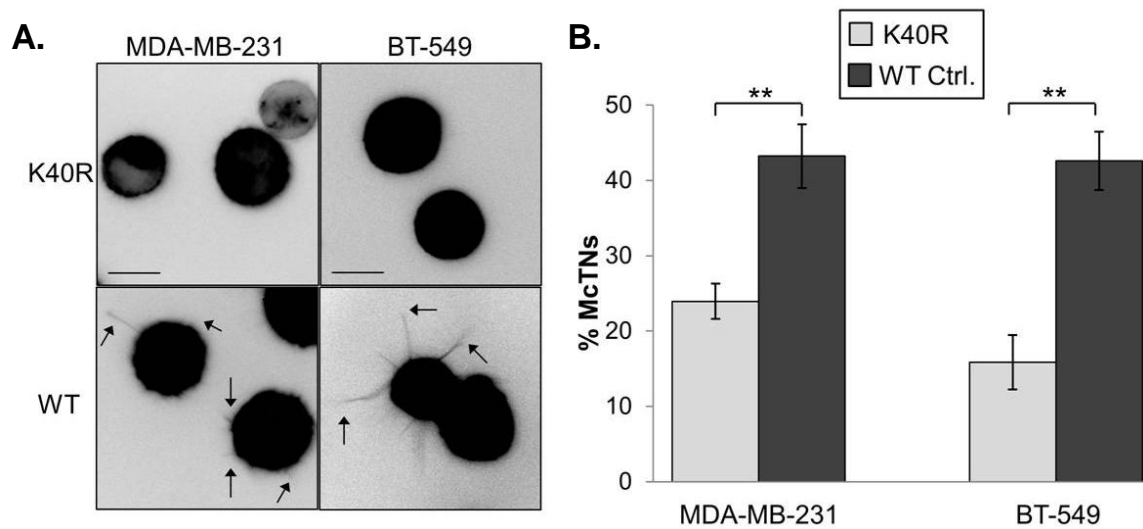 A.
MDA-MB-231 BT-549
K40R
WT
B.
K40R
WT Ctrl.
** **
% McTNs
50
40
30
20
10
0
MDA-MB-231 BT-549